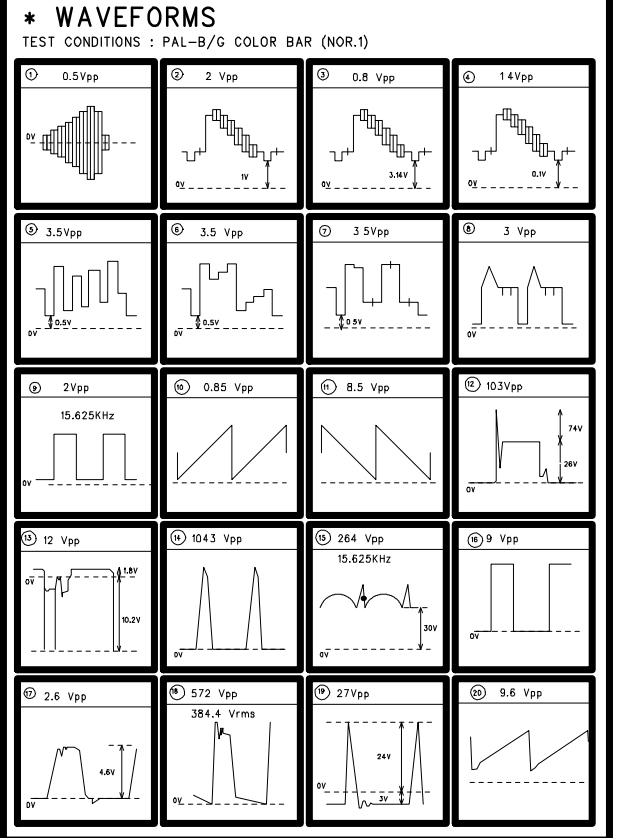 * WAVEFORMS
TEST CONDITIONS : PAL-B/G COLOR BAR (NOR.1)
1 0.5Vpp
0V
2 2 Vpp
1V
0V
3 0.8 Vpp
3.14V
0V
4 14 Vpp
0.1V
0V
5 3.5Vpp
0.5V
0V
6 3.5 Vpp
0.5V
0V
7 3 5Vpp
0 5V
0V
8 3 Vpp
0V
9 2Vpp
15.625KHz
0V
10 0.85 Vpp
11 8.5 Vpp
12 103Vpp
74V
26V
0V
13 12 Vpp
1.8V
0V
10.2V
14 1043 Vpp
0V
15 264 Vpp
15.625KHz
30V
0V
16 9 Vpp
0V
17 2.6 Vpp
4.6V
0V
18 572 Vpp
384.4 Vrms
0V
19 27Vpp
24V
0V
3V
20 9.6 Vpp